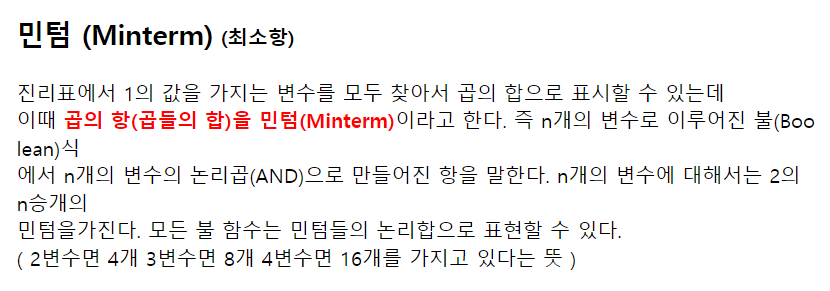 민텀 (Minterm) (최소항)
진리표에서 1의 값을 가지는 변수를 모두 찾아서 곱의 합으로 표시할 수 있는데
이때 곱의 항(곱들의 합)을 민텀(Minterm)이라고 한다. 즉 n개의 변수로 이루어진 불(Boo
lean)식
에서 n개의 변수의 논리곱(AND)으로 만들어진 항을 말한다. n개의 변수에 대해서는 2의
n승개의
민텀을가진다. 모든 불 함수는 민텀들의 논리합으로 표현할 수 있다.
( 2변수면 4개 3변수면 8개 4변수면 16개를 가지고 있다는 뜻 )